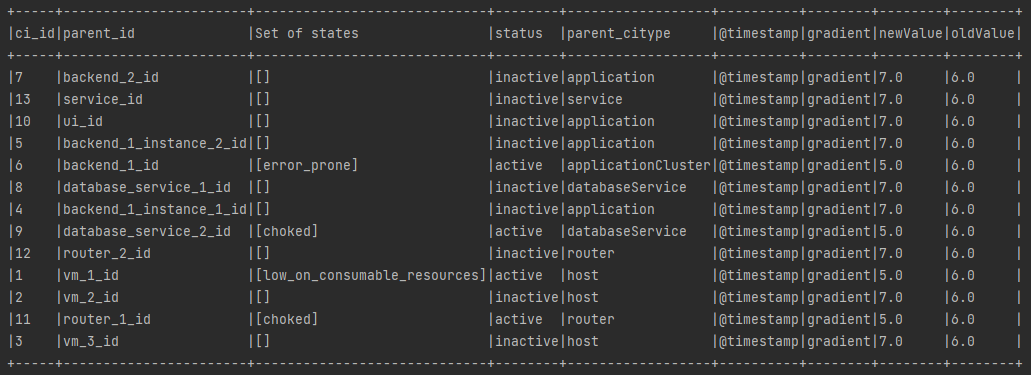 +-----+-----------------------+----------------------------+--------+------------------+----------+--------+--------+--------+
|ci_id|parent_id              |Set of states               |status  |parent_citype     |@timestamp|gradient|newValue|oldValue|
+-----+-----------------------+----------------------------+--------+------------------+----------+--------+--------+--------+
|7    |backend_2_id           |[]                          |inactive|application       |@timestamp|gradient|7.0     |6.0     |
|13   |service_id             |[]                          |inactive|service           |@timestamp|gradient|7.0     |6.0     |
|10   |ui_id                  |[]                          |inactive|application       |@timestamp|gradient|7.0     |6.0     |
|5    |backend_1_instance_2_id|[]                          |inactive|application       |@timestamp|gradient|7.0     |6.0     |
|6    |backend_1_id           |[error_prone]               |active  |applicationCluster|@timestamp|gradient|5.0     |6.0     |
|8    |database_service_1_id  |[]                          |inactive|databaseService   |@timestamp|gradient|7.0     |6.0     |
|4    |backend_1_instance_1_id|[]                          |inactive|application       |@timestamp|gradient|7.0     |6.0     |
|9    |database_service_2_id  |[choked]                    |active  |databaseService   |@timestamp|gradient|5.0     |6.0     |
|12   |router_2_id            |[]                          |inactive|router            |@timestamp|gradient|7.0     |6.0     |
|1    |vm_1_id                |[low_on_consumable_resources]|active  |host              |@timestamp|gradient|5.0     |6.0     |
|2    |vm_2_id                |[]                          |inactive|host              |@timestamp|gradient|7.0     |6.0     |
|11   |router_1_id            |[choked]                    |active  |router            |@timestamp|gradient|5.0     |6.0     |
|3    |vm_3_id                |[]                          |inactive|host              |@timestamp|gradient|7.0     |6.0     |
+-----+-----------------------+----------------------------+--------+------------------+----------+--------+--------+--------+